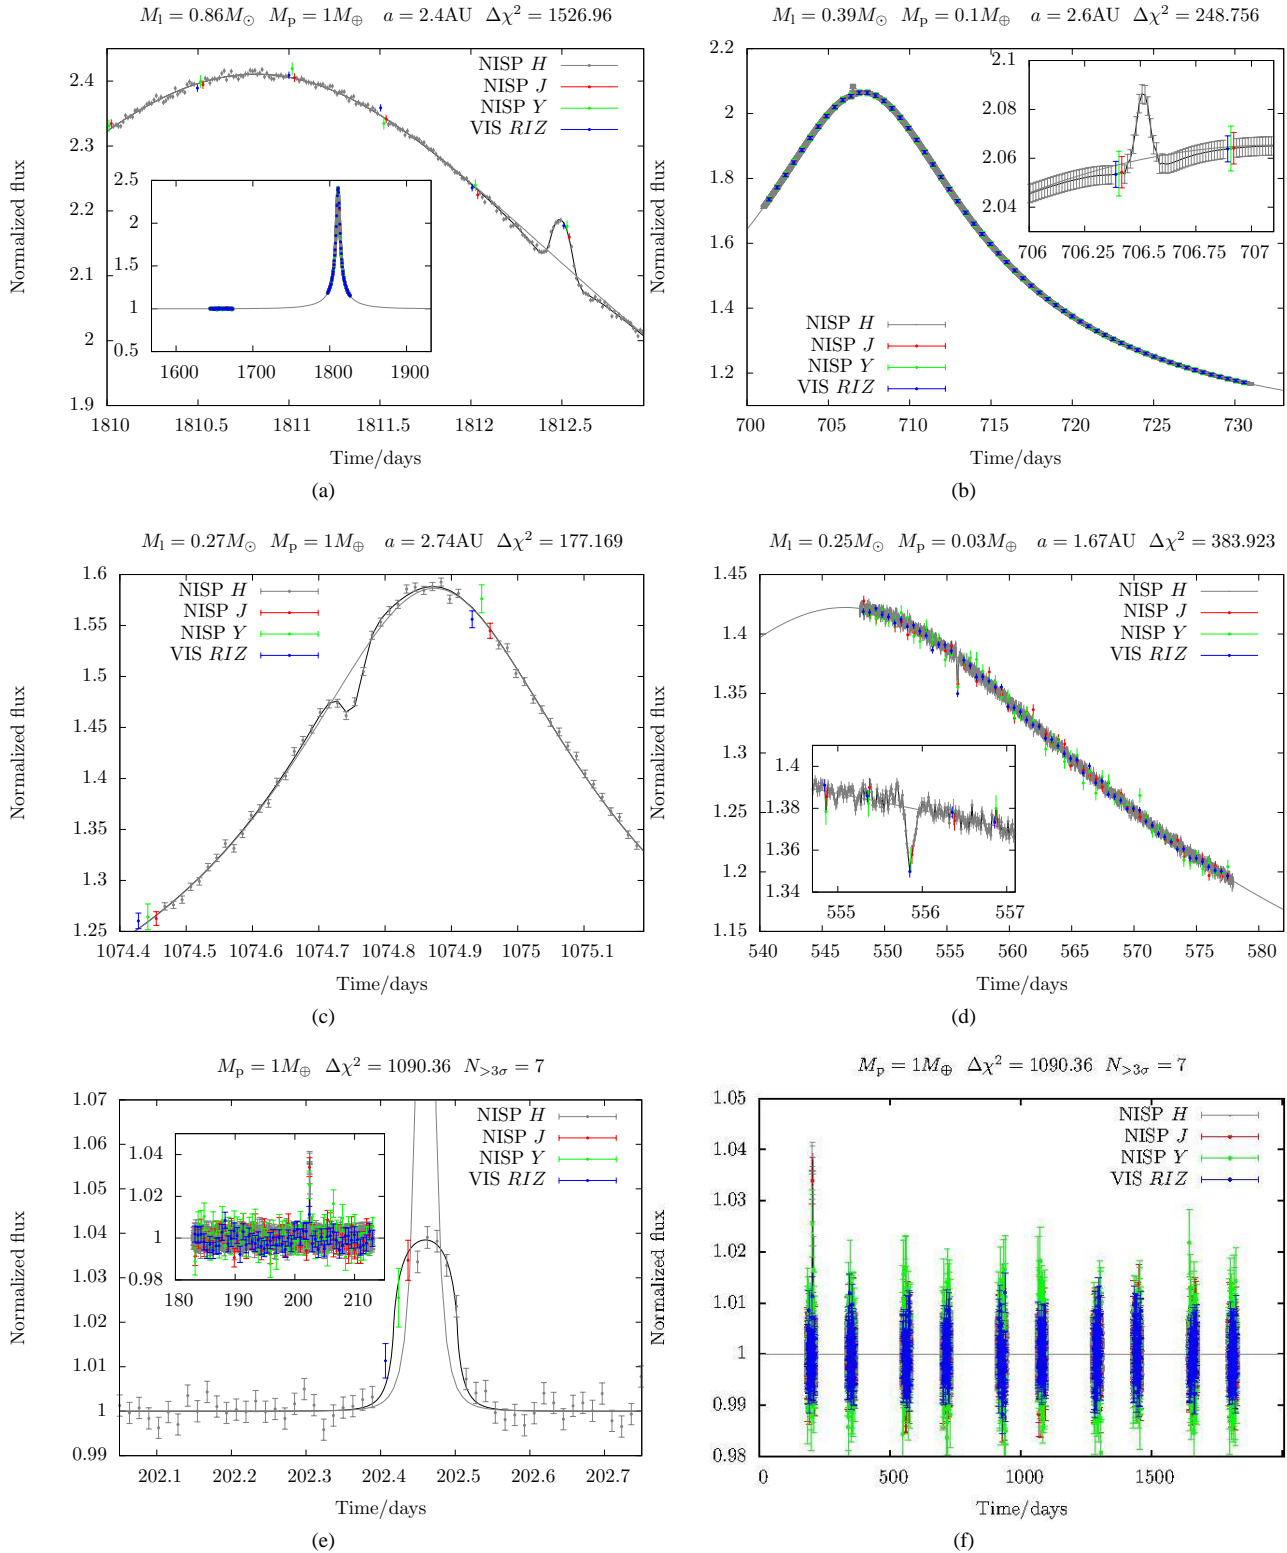 M_l = 0.86M_⊙ M_p = 1M_⊕ a = 2.4AU Δχ² = 1526.96
Normalized flux
2.4
2.3
2.2
2.1
2
1.9
NISP H
NISP J
NISP Y
VIS RIZ
2.5
2
1.5
1
0.5
1600 1700 1800 1900
1810 1810.5 1811 1811.5 1812 1812.5
Time/days
(a)
M_l = 0.39M_⊙ M_p = 0.1M_⊕ a = 2.6AU Δχ² = 248.756
Normalized flux
2.2
2
1.8
1.6
1.4
1.2
2.1
2.08
2.06
2.04
706 706.25 706.5 706.75 707
NISP H
NISP J
NISP Y
VIS RIZ
700 705 710 715 720 725 730
Time/days
(b)
M_l = 0.27M_⊙ M_p = 1M_⊕ a = 2.74AU Δχ² = 177.169
Normalized flux
1.6
1.55
1.5
1.45
1.4
1.35
1.3
1.25
NISP H
NISP J
NISP Y
VIS RIZ
1074.4 1074.5 1074.6 1074.7 1074.8 1074.9 1075 1075.1
Time/days
(c)
M_l = 0.25M_⊙ M_p = 0.03M_⊕ a = 1.67AU Δχ² = 383.923
Normalized flux
1.45
1.4
1.35
1.3
1.25
1.2
1.15
NISP H
NISP J
NISP Y
VIS RIZ
1.4
1.38
1.36
1.34
555 556 557
540 545 550 555 560 565 570 575 580
Time/days
(d)
M_p = 1M_⊕ Δχ² = 1090.36 N_{>3σ} = 7
Normalized flux
1.07
1.06
1.05
1.04
1.03
1.02
1.01
1
0.99
1.04
1.02
1
0.98
180 190 200 210
NISP H
NISP J
NISP Y
VIS RIZ
202.1 202.2 202.3 202.4 202.5 202.6 202.7
Time/days
(e)
M_p = 1M_⊕ Δχ² = 1090.36 N_{>3σ} = 7
Normalized flux
1.05
1.04
1.03
1.02
1.01
1
0.99
0.98
NISP H
NISP J
NISP Y
VIS RIZ
0 500 1000 1500
Time/days
(f)